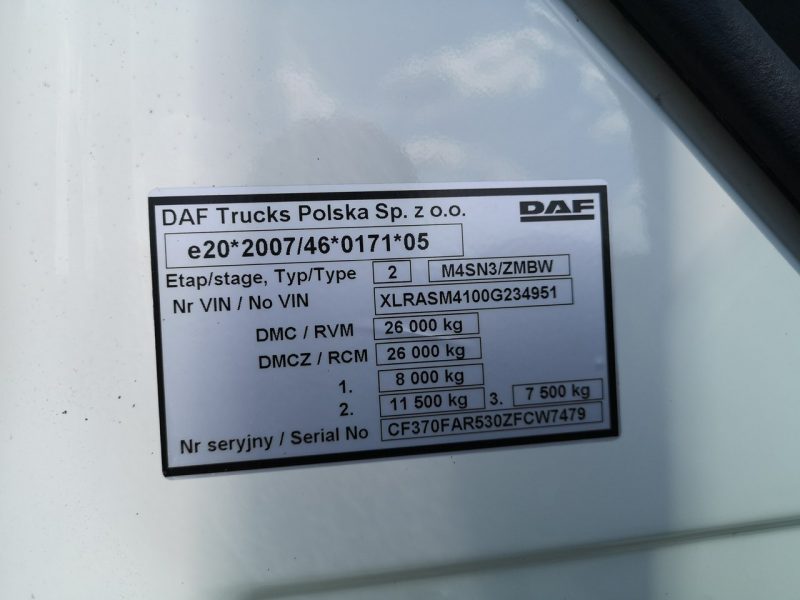 DAF Trucks Polska Sp. z o.o. DAF
e20*2007/46*0171*05
Etap/stage, Typ/Type 2 M4SN3/ZMBW
Nr VIN / No VIN XLRASM4100G234951
DMC / RVM 26 000 kg
DMCZ / RCM 26 000 kg
1. 8 000 kg
2. 11 500 kg 3. 7 500 kg
Nr seryjny / Serial No CF370FAR530ZFCW7479